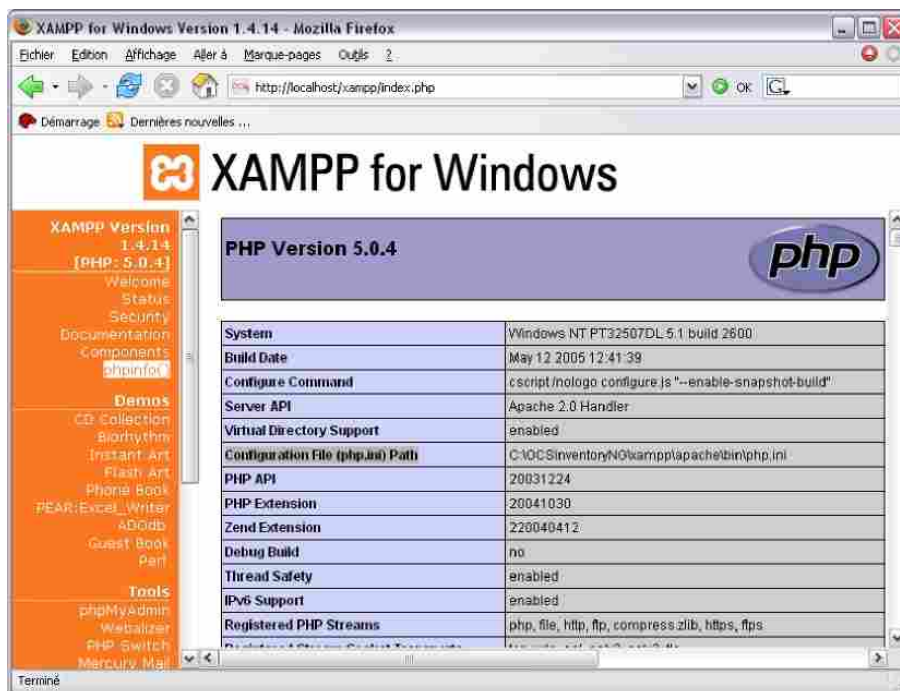 XAMPP for Windows Version 1.4.14 - Mozilla Firefox
Fichier Edition Affichage Aller à Marque-pages Outils ?
http://localhost/xampp/index.php OK G
Démarrage Dernières nouvelles ...
XAMPP for Windows
XAMPP Version
1.4.14
[PHP: 5.0.4]
Welcome
Status
Security
Documentation
Components
phpinfo()
Demos
CD Collection
Biorhythm
Instant Art
Flash Art
Phone Book
PEAR:Excel_Writer
ADOdb
Guest Book
Perl
Tools
phpMyAdmin
Webalizer
PHP Switch
Mercury Mail
PHP Version 5.0.4
php
System Windows NT PT32507DL 5.1 build 2600
Build Date May 12 2005 12:41:39
Configure Command cscript /nologo configure.js "--enable-snapshot-build"
Server API Apache 2.0 Handler
Virtual Directory Support enabled
Configuration File (php.ini) Path C:\OCSinventoryNG\xampp\apache\bin\php.ini
PHP API 20031224
PHP Extension 20041030
Zend Extension 220040412
Debug Build no
Thread Safety enabled
IPv6 Support enabled
Registered PHP Streams php, file, http, ftp, compress.zlib, https, ftps
Terminé